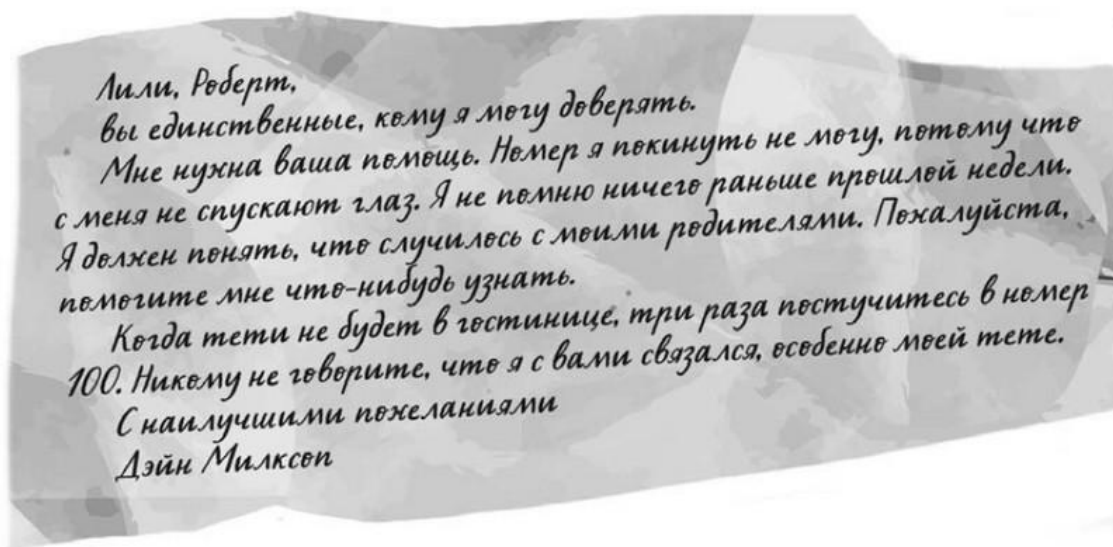 Лили, Роберт,
вы единственные, кому я могу доверять.
Мне нужна ваша помощь. Номер я покинуть не могу, потому что
с меня не спускают глаз. Я не помню ничего раньше прошлой недели.
Я должен понять, что случилось с моими родителями. Пожалуйста,
помогите мне что-нибудь узнать.
Когда тети не будет в гостинице, три раза постучитесь в номер
100. Никому не говорите, что я с вами связался, особенно моей тете.
С наилучшими пожеланиями
Дэйн Милксоп